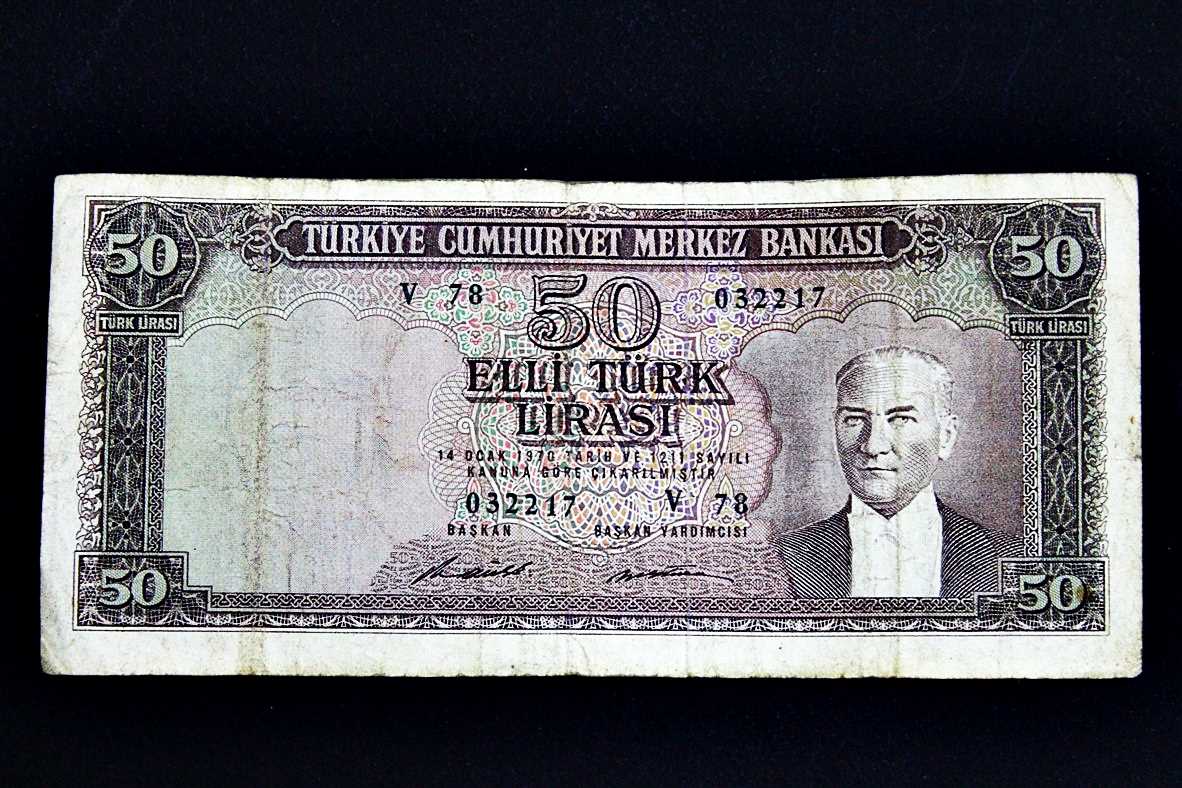 TÜRKİYE CUMHURİYET MERKEZ BANKASI
50 50
V 78 50 032217
TÜRK LİRASI TÜRK LİRASI
ELLİ TÜRK
LİRASI
14 OCAK 1970 TARİH VE 1211 SAYILI
KANUNA GÖRE ÇIKARILMIŞTIR
032217 V 78
BAŞKAN BAŞKAN YARDIMCISI
50 50